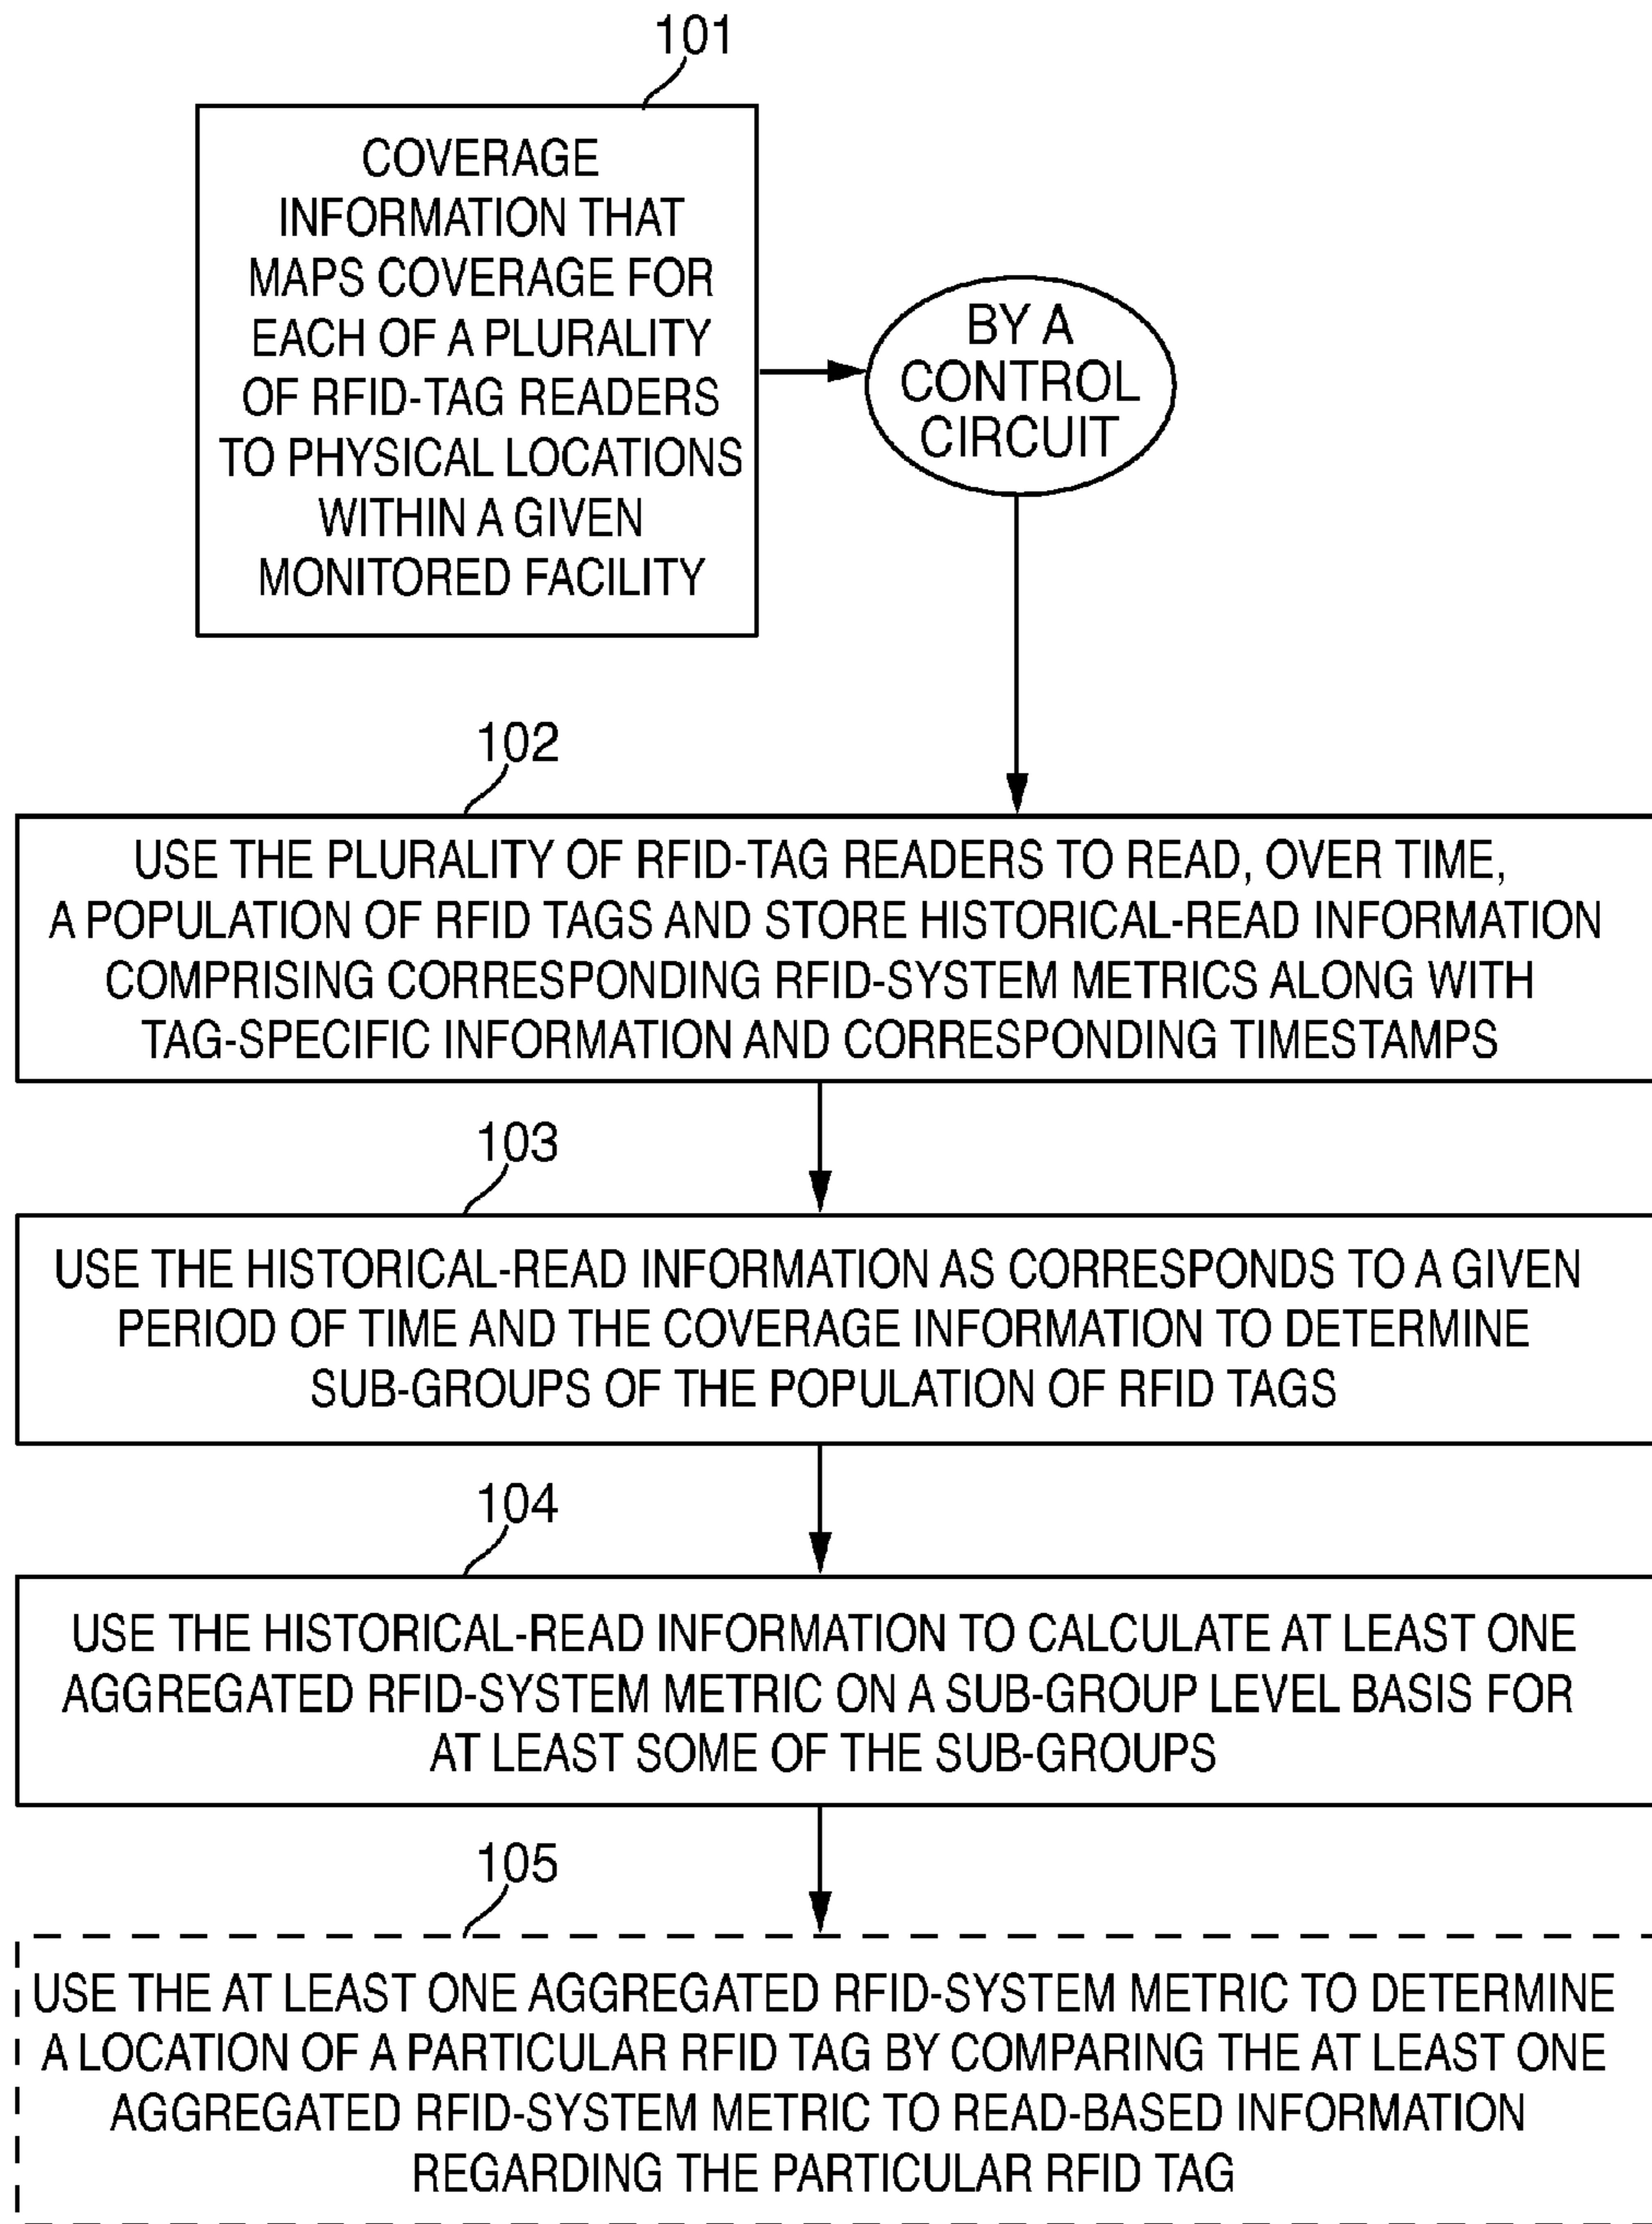 101
COVERAGE
INFORMATION THAT
MAPS COVERAGE FOR
EACH OF A PLURALITY
OF RFID-TAG READERS
TO PHYSICAL LOCATIONS
WITHIN A GIVEN
MONITORED FACILITY
BY A
CONTROL
CIRCUIT
102
USE THE PLURALITY OF RFID-TAG READERS TO READ, OVER TIME,
A POPULATION OF RFID TAGS AND STORE HISTORICAL-READ INFORMATION
COMPRISING CORRESPONDING RFID-SYSTEM METRICS ALONG WITH
TAG-SPECIFIC INFORMATION AND CORRESPONDING TIMESTAMPS
103
USE THE HISTORICAL-READ INFORMATION AS CORRESPONDS TO A GIVEN
PERIOD OF TIME AND THE COVERAGE INFORMATION TO DETERMINE
SUB-GROUPS OF THE POPULATION OF RFID TAGS
104
USE THE HISTORICAL-READ INFORMATION TO CALCULATE AT LEAST ONE
AGGREGATED RFID-SYSTEM METRIC ON A SUB-GROUP LEVEL BASIS FOR
AT LEAST SOME OF THE SUB-GROUPS
105
USE THE AT LEAST ONE AGGREGATED RFID-SYSTEM METRIC TO DETERMINE
A LOCATION OF A PARTICULAR RFID TAG BY COMPARING THE AT LEAST ONE
AGGREGATED RFID-SYSTEM METRIC TO READ-BASED INFORMATION
REGARDING THE PARTICULAR RFID TAG